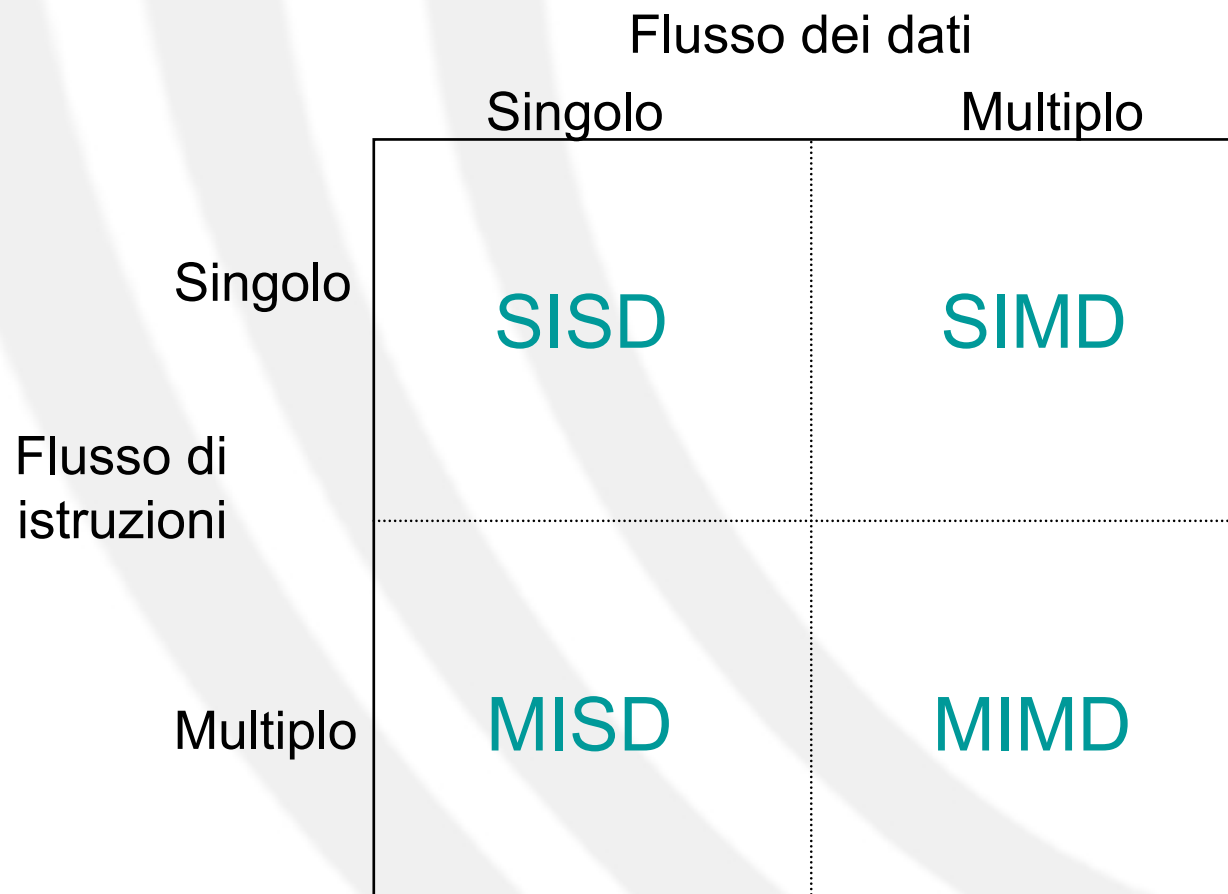 Flusso dei dati
Singolo Multiplo
Singolo
SISD SIMD
Flusso di
istruzioni
Multiplo
MISD MIMD